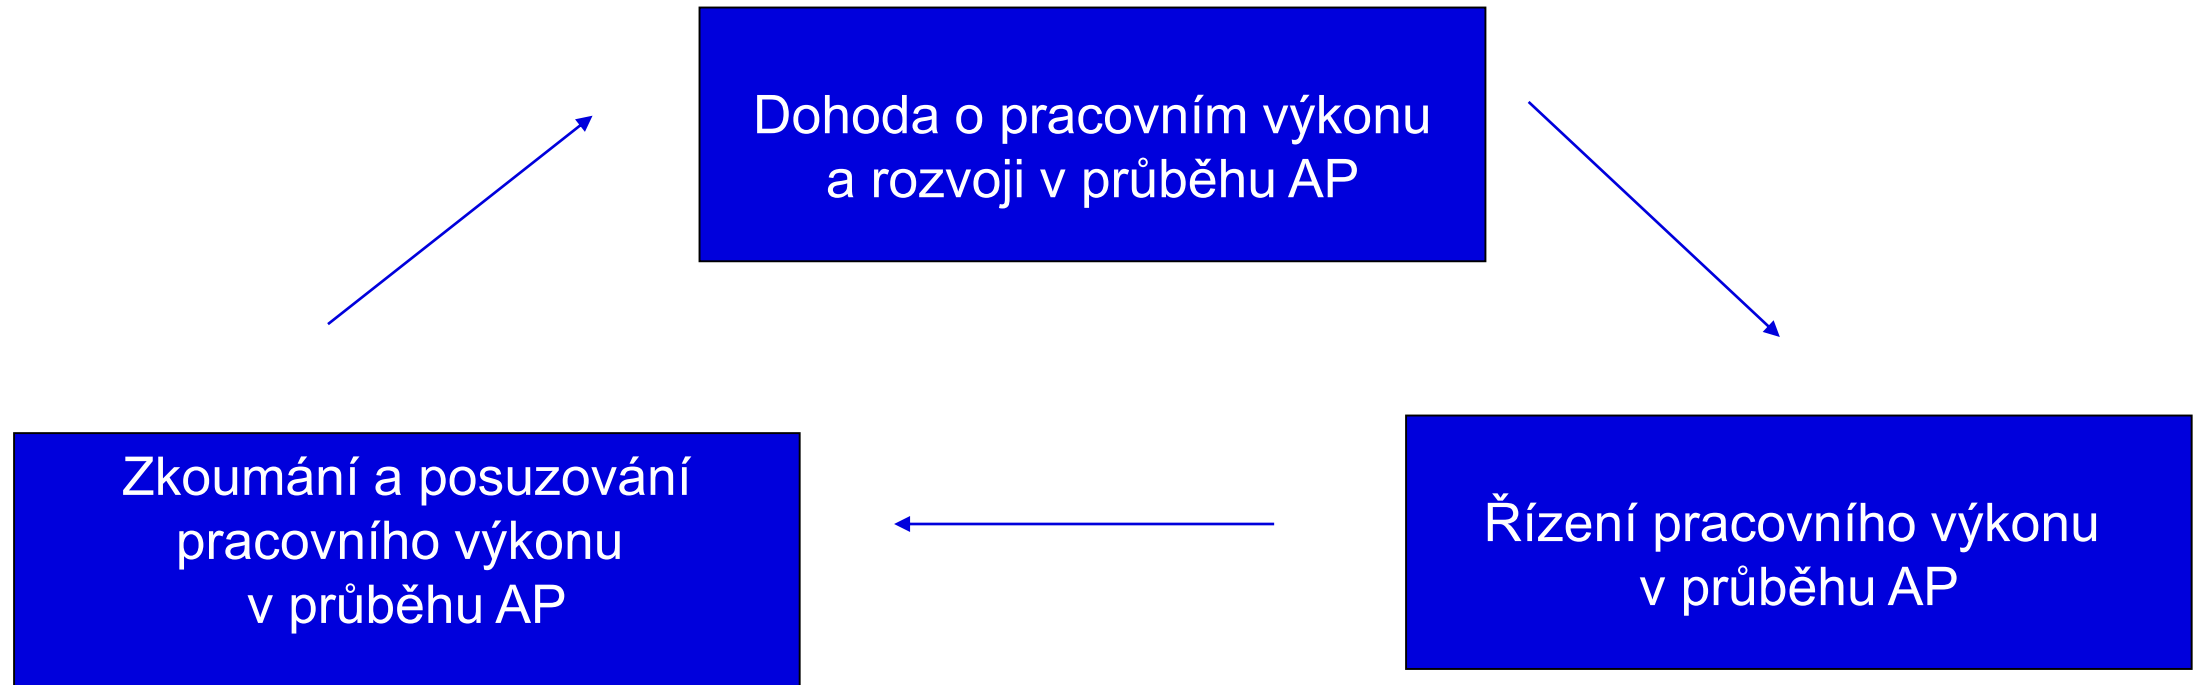 Dohoda o pracovním výkonu
a rozvoji v průběhu AP
Zkoumání a posuzování
pracovního výkonu
v průběhu AP
Řízení pracovního výkonu
v průběhu AP